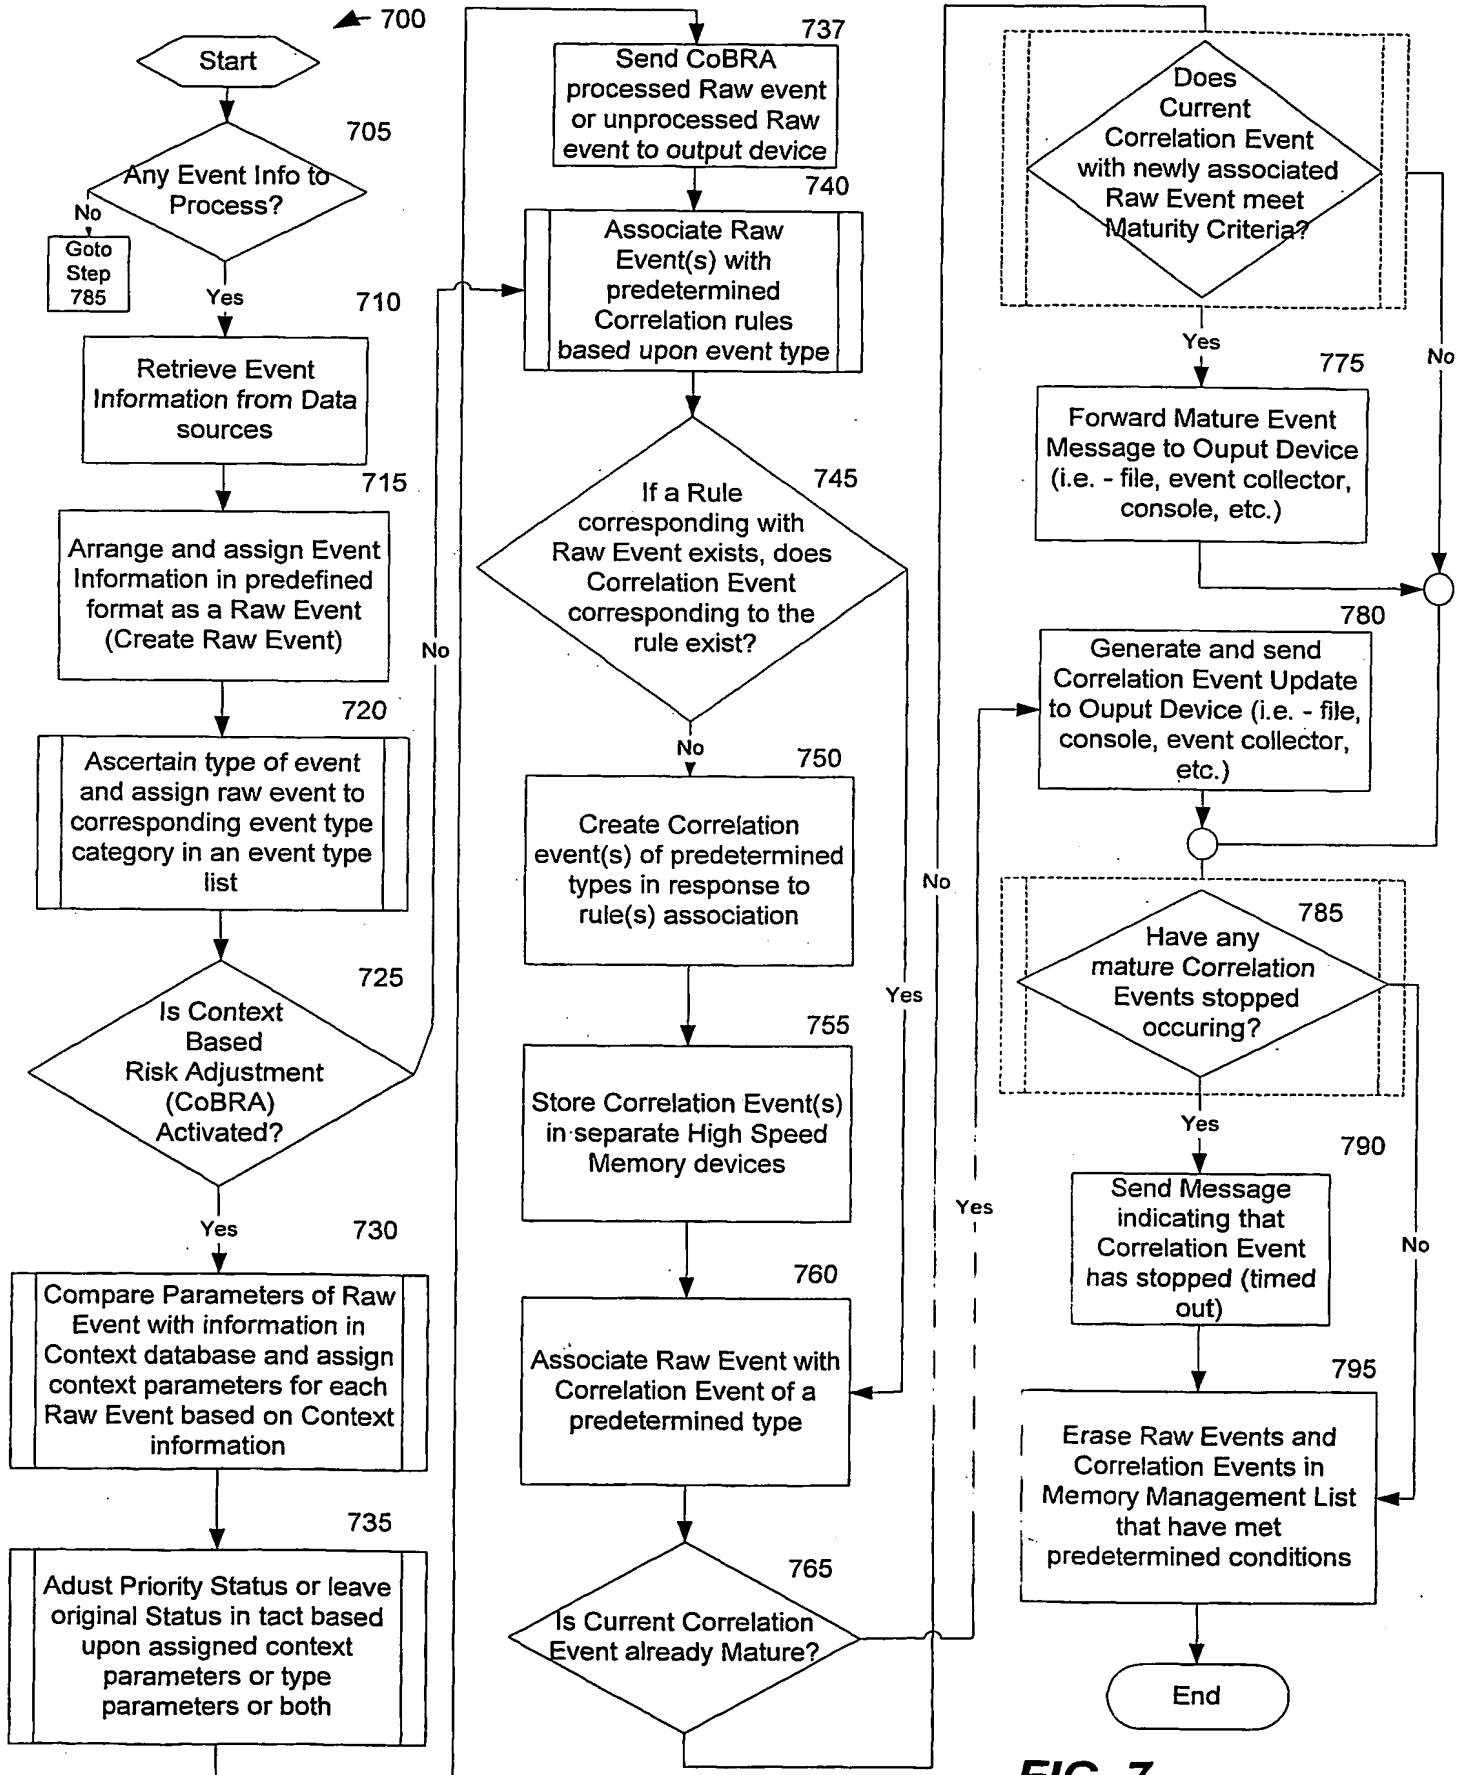 700
Start
705
Any Event Info to
Process?
No
Goto
Step
785
Yes
710
Retrieve Event
Information from Data
sources
715
Arrange and assign Event
Information in predefined
format as a Raw Event
(Create Raw Event)
720
Ascertain type of event
and assign raw event to
corresponding event type
category in an event type
list
725
Is Context
Based
Risk Adjustment
(CoBRA)
Activated?
No
Yes
730
Compare Parameters of Raw
Event with information in
Context database and assign
context parameters for each
Raw Event based on Context
information
735
Adust Priority Status or leave
original Status in tact based
upon assigned context
parameters or type
parameters or both
737
Send CoBRA
processed Raw event
or unprocessed Raw
event to output device
740
Associate Raw
Event(s) with
predetermined
Correlation rules
based upon event type
745
If a Rule
corresponding with
Raw Event exists, does
Correlation Event
corresponding to the
rule exist?
No
Yes
750
Create Correlation
event(s) of predetermined
types in response to
rule(s) association
755
Store Correlation Event(s)
in separate High Speed
Memory devices
760
Associate Raw Event with
Correlation Event of a
predetermined type
765
Is Current Correlation
Event already Mature?
No
Yes
Does
Current
Correlation Event
with newly associated
Raw Event meet
Maturity Criteria?
Yes
No
775
Forward Mature Event
Message to Ouput Device
(i.e. - file, event collector,
console, etc.)
780
Generate and send
Correlation Event Update
to Ouput Device (i.e. - file,
console, event collector,
etc.)
785
Have any
mature Correlation
Events stopped
occuring?
Yes
No
790
Send Message
indicating that
Correlation Event
has stopped (timed
out)
795
Erase Raw Events and
Correlation Events in
Memory Management List
that have met
predetermined conditions
End
FIG. 7